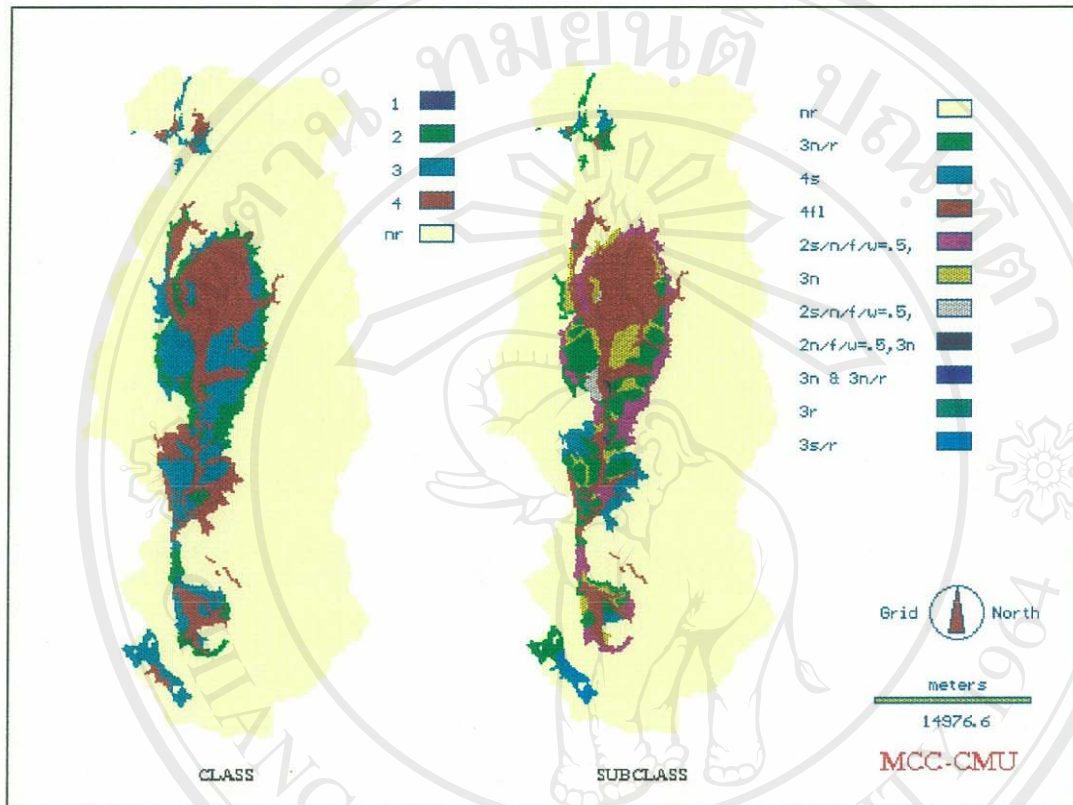 1
2
3
4
nr
nr
3n/r
4s
4fl
2s/n/f/w=.5,
3n
2s/n/f/w=.5,
2n/f/w=.5,3n
3n & 3n/r
3r
3s/r
Grid North
meters
14976.6
MCC-CMU
CLASS
SUBCLASS
1964